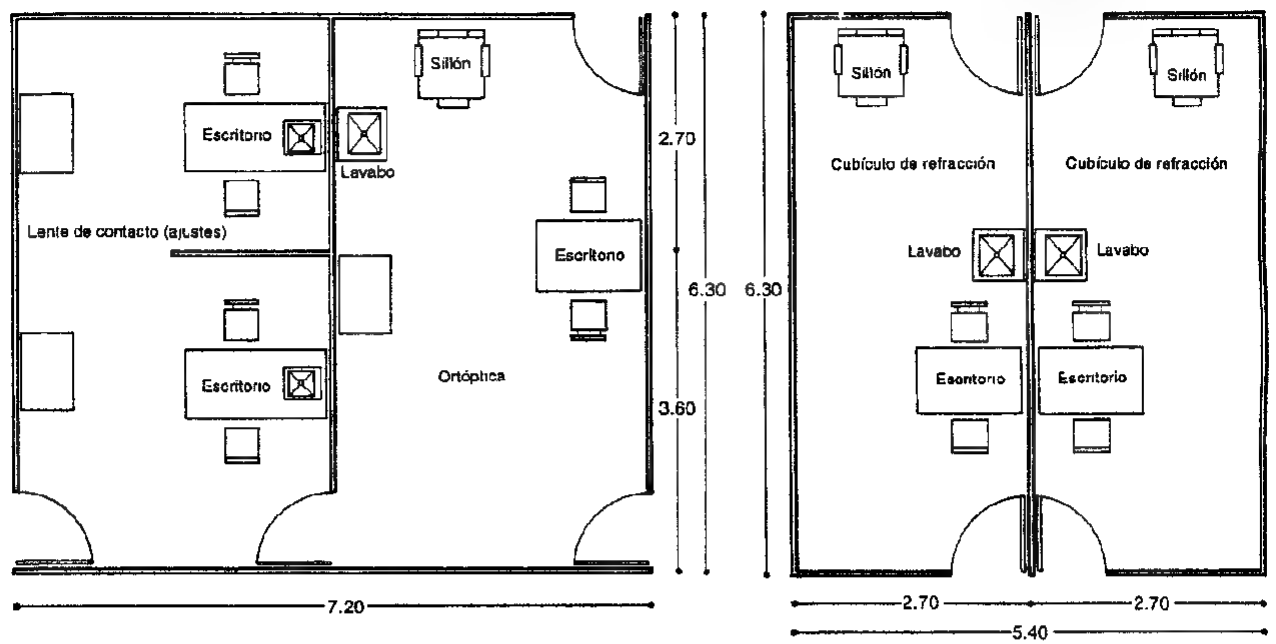 Sillón
Escritorio
Lavabo
2.70
Lente de contacto (ajustes)
Escritorio
6.30
Escritorio
Ortóptica
3.60
7.20
Sillón
Sillón
Cubículo de refracción
Cubículo de refracción
Lavabo
Lavabo
6.30
Escritorio
Escritorio
2.70
2.70
5.40